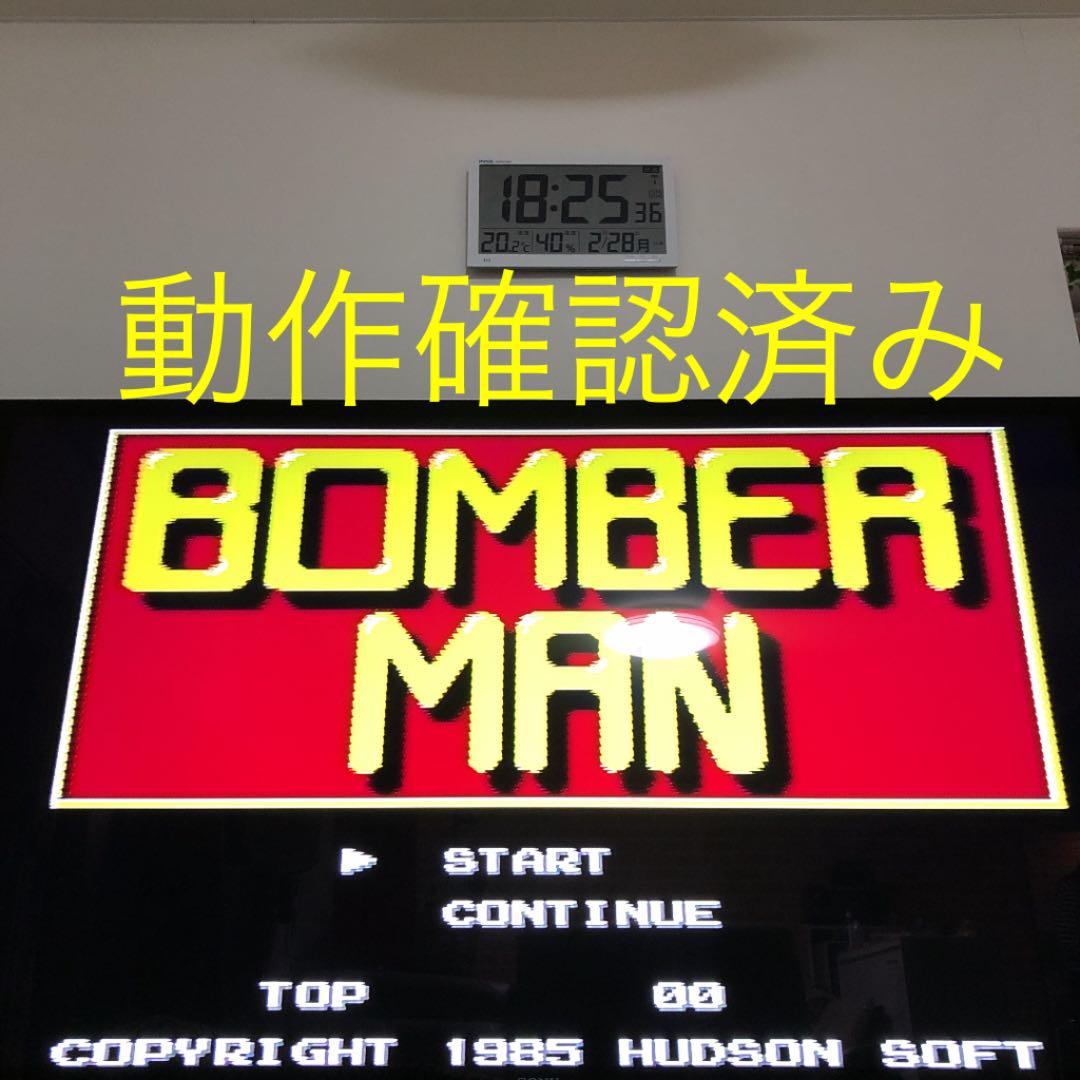 18:25 36
20.2℃ 40% 2/28月
動作確認済み
BOMBER
MAN
START
CONTINUE
TOP 00
COPYRIGHT 1985 HUDSON SOFT